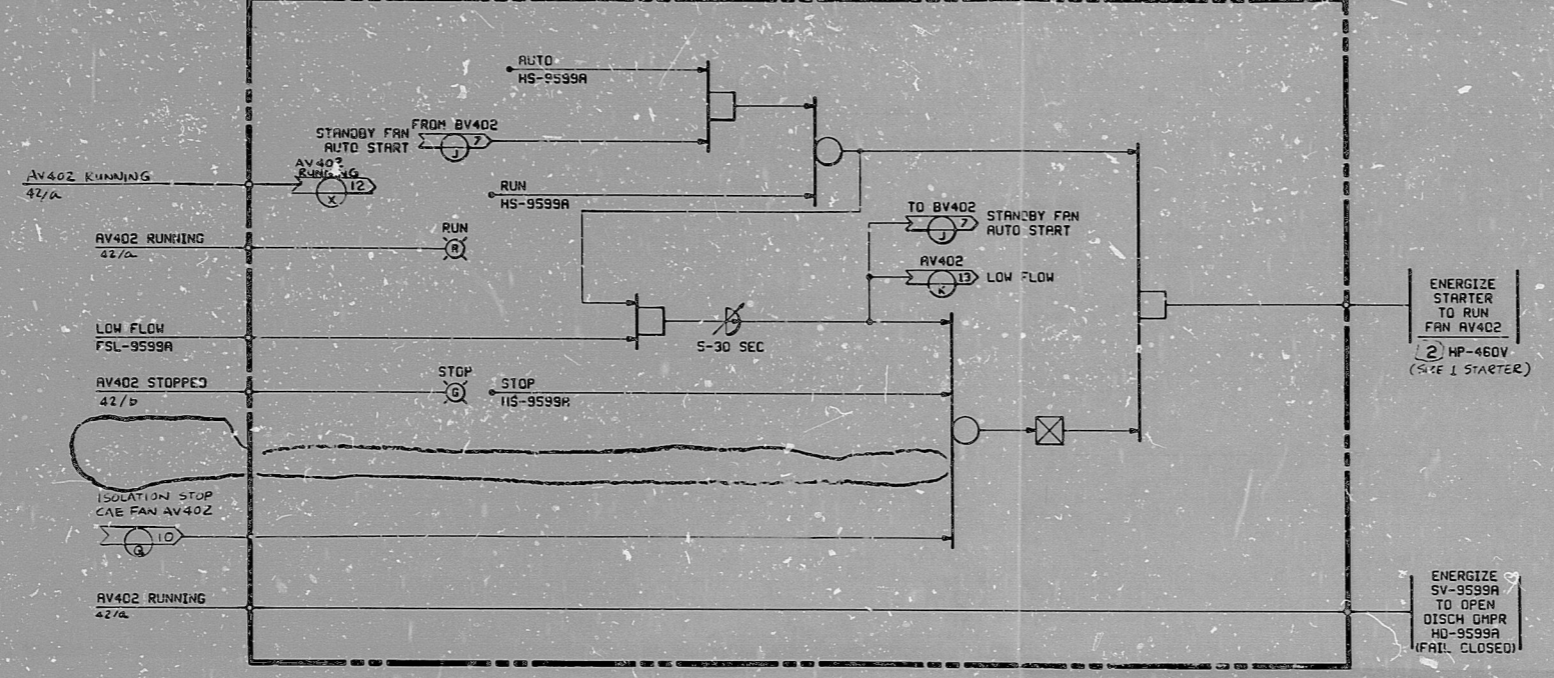 AUTO
HS-9599A
FROM BV402
STANDBY FAN
AUTO START
7
J
AV402
RUNNING
12
X
AV402 RUNNING
42/a
RUN
HS-9599A
AV402 RUNNING
42/a
RUN
R
TO BV402
7
J
STANDBY FAN
AUTO START
AV402
13
K
LOW FLOW
LOW FLOW
FSL-9599A
5-30 SEC
ENERGIZE
STARTER
TO RUN
FAN AV402
2 HP-460V
(SIZE 1 STARTER)
AV402 STOPPED
42/b
STOP
G
STOP
HS-9599A
ISOLATION STOP
CAE FAN AV402
10
Q
AV402 RUNNING
42/a
ENERGIZE
SV-9599A
TO OPEN
DISCH DMPR
HD-9599A
(FAIL CLOSED)